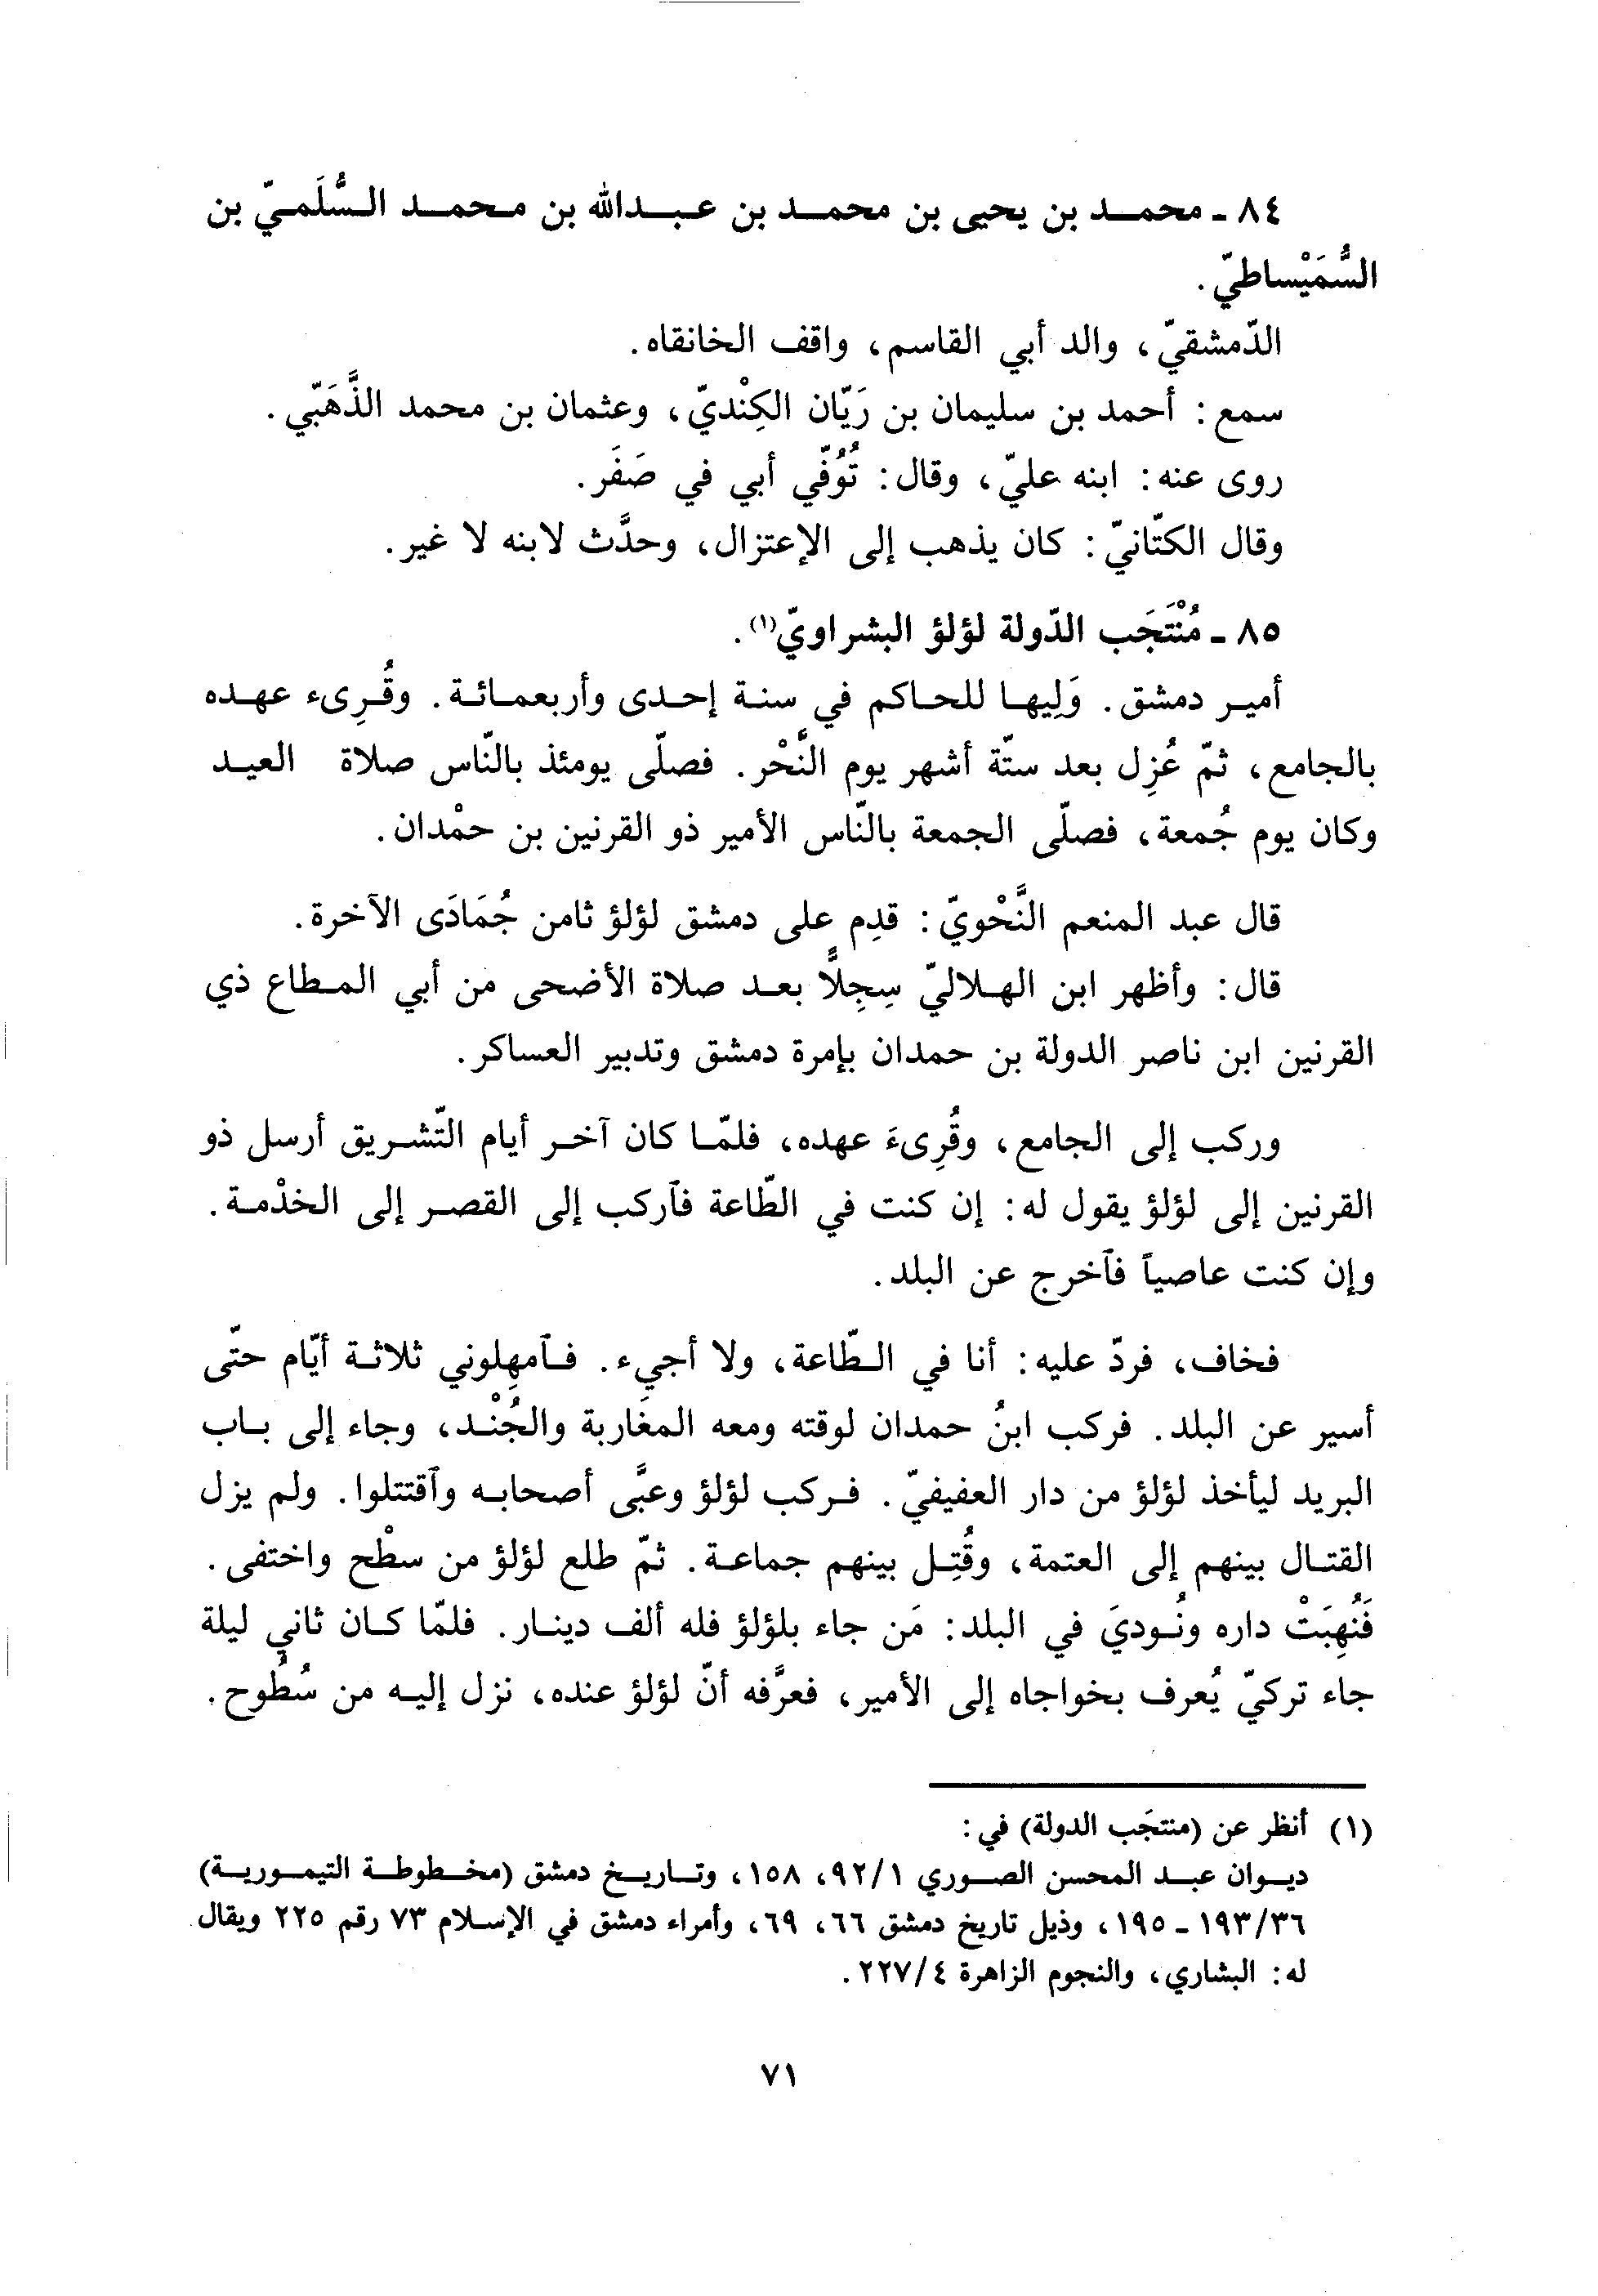 ٨٤ - محمد بن يحيى بن محمد بن عبدالله بن محمد السُّلَميّ بن
السُّمَيْساطيّ.
الدّمشقيّ، والد أبي القاسم، واقف الخانقاه.
سمع: أحمد بن سليمان بن رَيّان الكِنْديّ، وعثمان بن محمد الذَّهَبّي.
روى عنه: ابنه عليّ، وقال: تُوُفّي أبي في صَفَر.
وقال الكتّانيّ: كان يذهب إلى الإعتزال، وحدَّث لابنه لا غير.
٨٥ - مُنْتَجَب الدّولة لؤلؤ البشراويّ(١).
أمير دمشق. وَلِيها للحاكم في سنة إحدى وأربعمائة. وقُرِىء عهده
بالجامع، ثمّ عُزِل بعد ستّة أشهر يوم النَّحْر. فصلّى يومئذ بالنّاس صلاة العيد
وكان يوم جُمعة، فصلّى الجمعة بالنّاس الأمير ذو القرنين بن حمْدان.
قال عبد المنعم النَّحْويّ: قدِم على دمشق لؤلؤ ثامن جُمَادَى الآخرة.
قال: وأظهر ابن الهلاليّ سِجِلاًّ بعد صلاة الأضحى من أبي المطاع ذي
القرنين ابن ناصر الدولة بن حمدان بإمرة دمشق وتدبير العساكر.
وركب إلى الجامع، وقُرِىءَ عهده، فلمّا كان آخر أيام التّشريق أرسل ذو
القرنين إلى لؤلؤ يقول له: إن كنت في الطّاعة فٱركب إلى القصر إلى الخذْمة.
وإن كنت عاصياً فٱخرج عن البلد.
فخاف، فردّ عليه: أنا في الطّاعة، ولا أجيء. فٱمهِلوني ثلاثة أيّام حتّى
أسير عن البلد. فركب ابنُ حمدان لوقته ومعه المغَاربة والجُنْد، وجاء إلى باب
البريد ليأخذ لؤلؤ من دار العفيفيّ. فركب لؤلؤ وعبَّى أصحابه وٱقتتلوا. ولم يزل
القتال بينهم إلى العتمة، وقُتِل بينهم جماعة. ثمّ طلع لؤلؤ من سطْح واختفى.
فَنُهِبَتْ داره ونُوديَ في البلد: مَن جاء بلؤلؤ فله ألف دينار. فلمّا كان ثاني ليلة
جاء تركيّ يُعرف بخواجاه إلى الأمير، فعرَّفه أنّ لؤلؤ عنده، نزل إليه من سُطُوح.
(١) أنظر عن (منتجَب الدولة) في:
ديوان عبد المحسن الصوري ٩٢/١، ١٥٨، وتاريخ دمشق (مخطوطة التيمورية)
١٩٣/٣٦ - ١٩٥، وذيل تاريخ دمشق ٦٦، ٦٩، وأمراء دمشق في الإسلام ٧٣ رقم ٢٢٥ ويقال
له: البشاري، والنجوم الزاهرة ٢٢٧/٤.
٧١